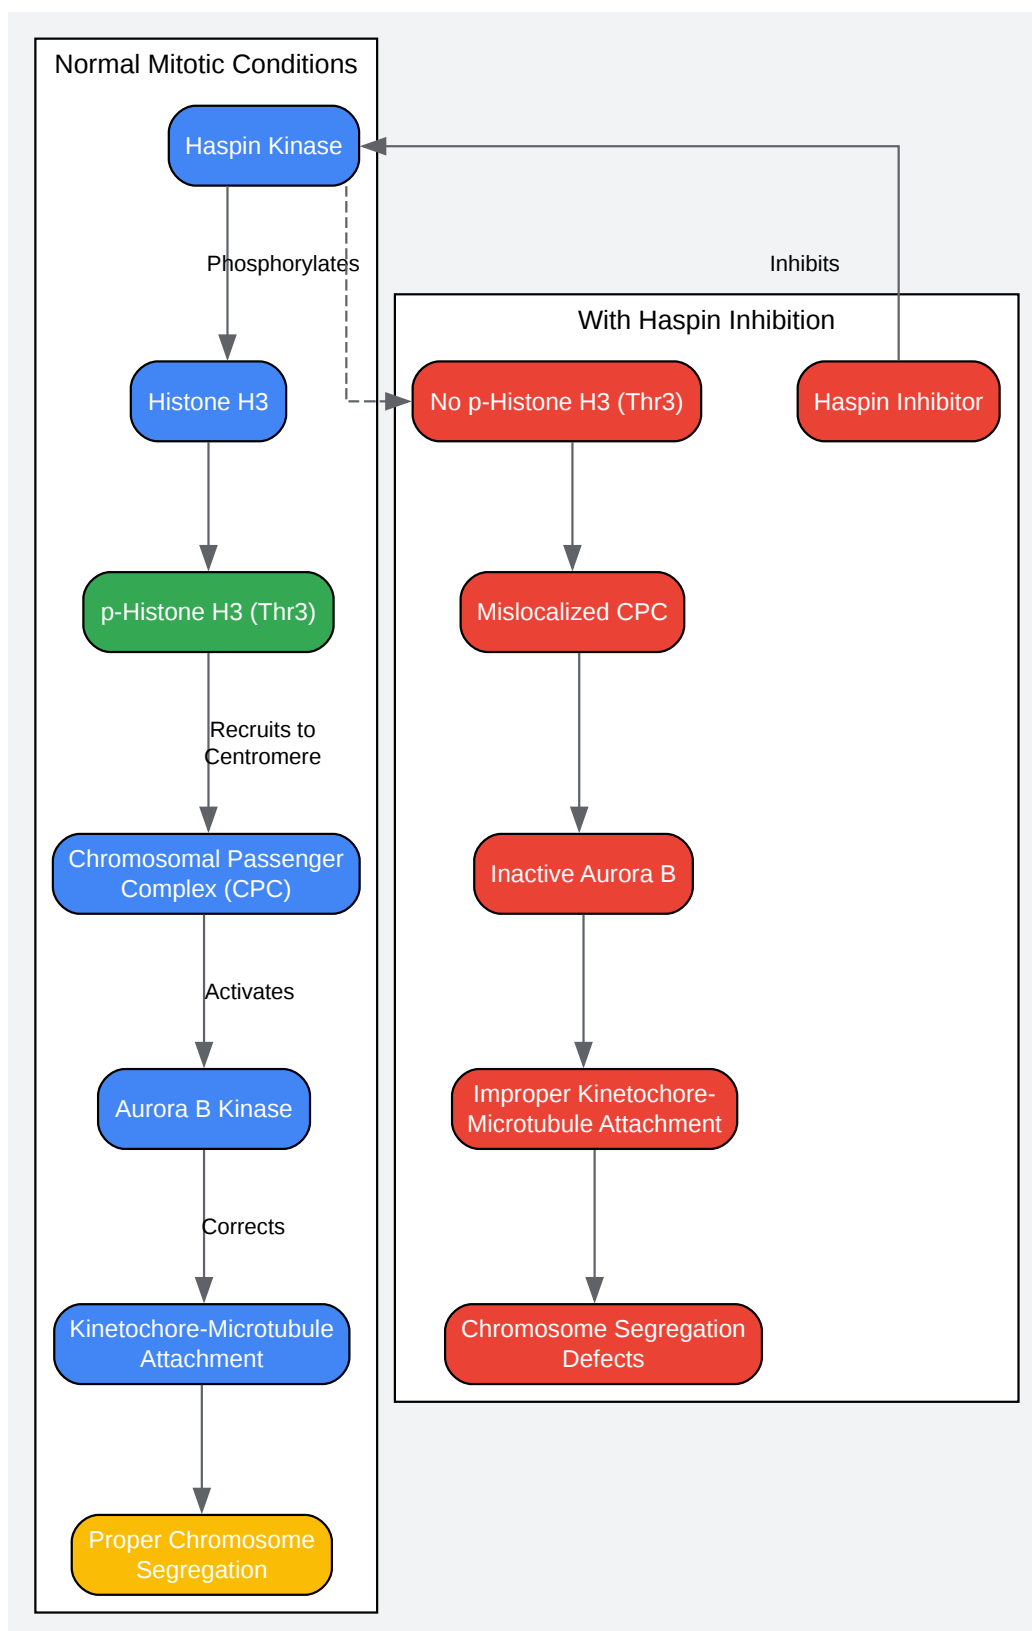 Normal Mitotic Conditions
Haspin Kinase
Phosphorylates
Histone H3
p-Histone H3 (Thr3)
Recruits to
Centromere
Chromosomal Passenger
Complex (CPC)
Activates
Aurora B Kinase
Corrects
Kinetochore-Microtubule
Attachment
Proper Chromosome
Segregation
Inhibits
With Haspin Inhibition
No p-Histone H3 (Thr3)
Haspin Inhibitor
Mislocalized CPC
Inactive Aurora B
Improper Kinetochore-
Microtubule Attachment
Chromosome Segregation
Defects